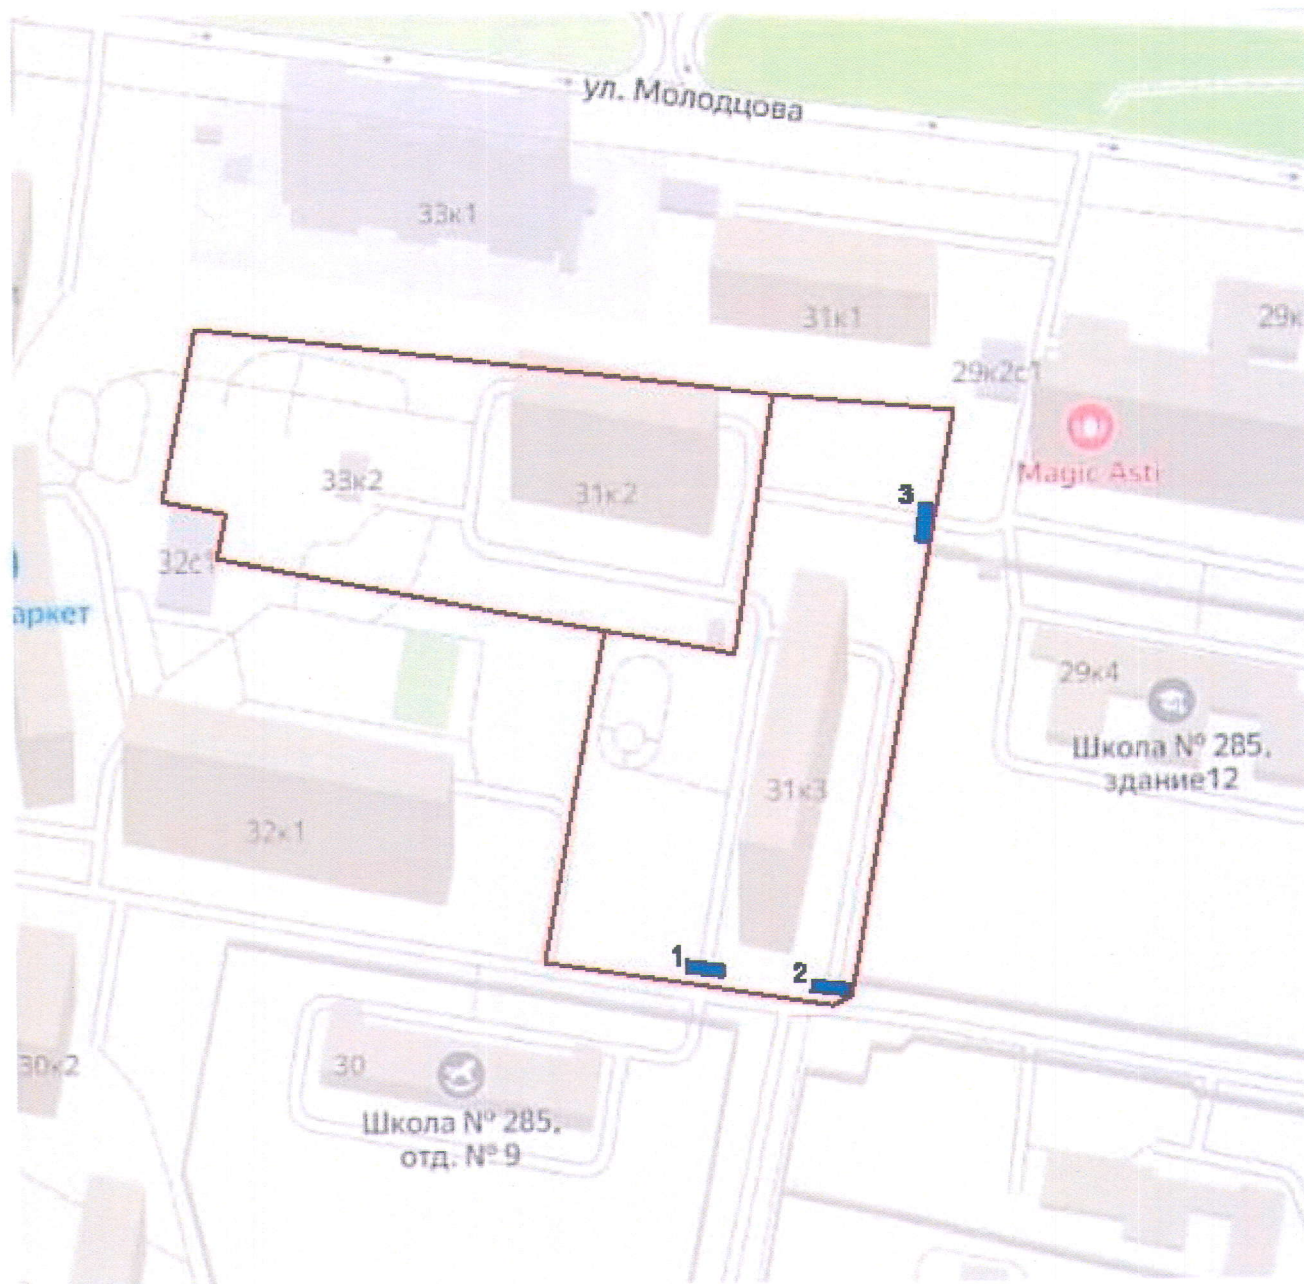 ул. Молодцова
33к1
31к1
29к
29к2с1
Magic Asti
3
33к2
31к2
32с1
аркет
29к4
Школа № 285,
здание12
31к3
32к1
1
2
30к2
30
Школа № 285,
отд. № 9